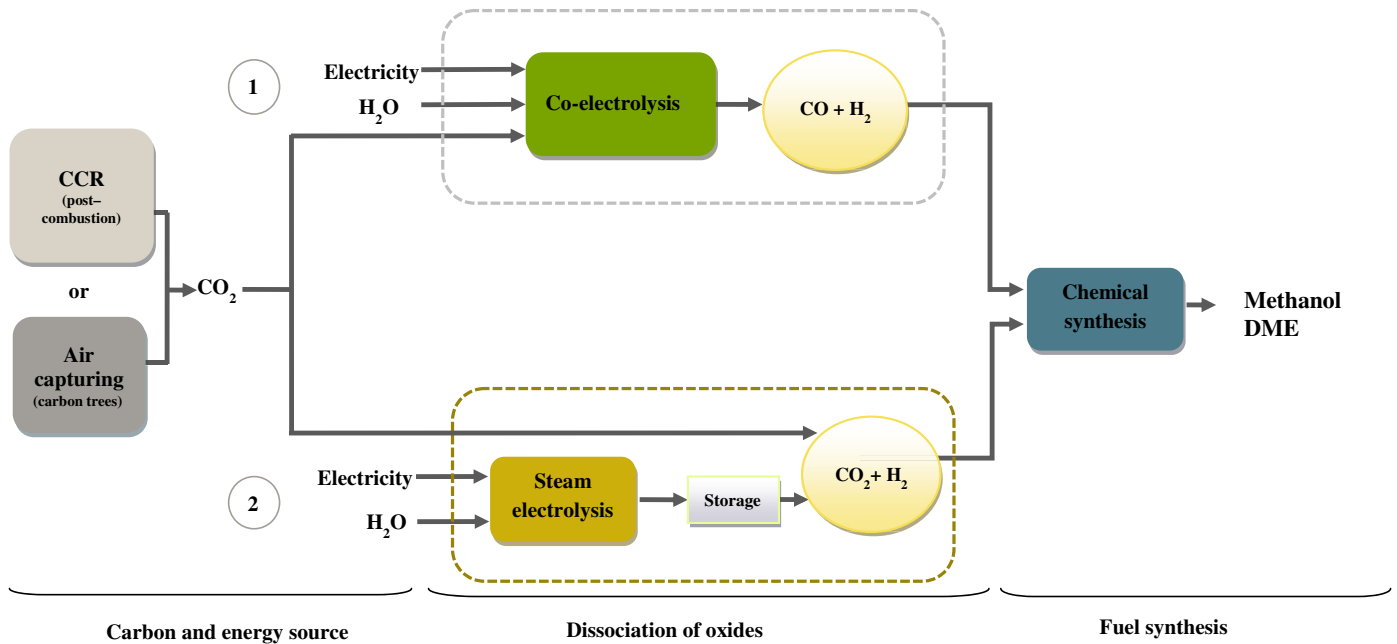 1
Electricity
H₂O
Co-electrolysis
CO + H₂
CCR
(post–
combustion)
or
Air
capturing
(carbon trees)
CO₂
Chemical
synthesis
Methanol
DME
2
Electricity
H₂O
Steam
electrolysis
Storage
CO₂+ H₂
Carbon and energy source
Dissociation of oxides
Fuel synthesis